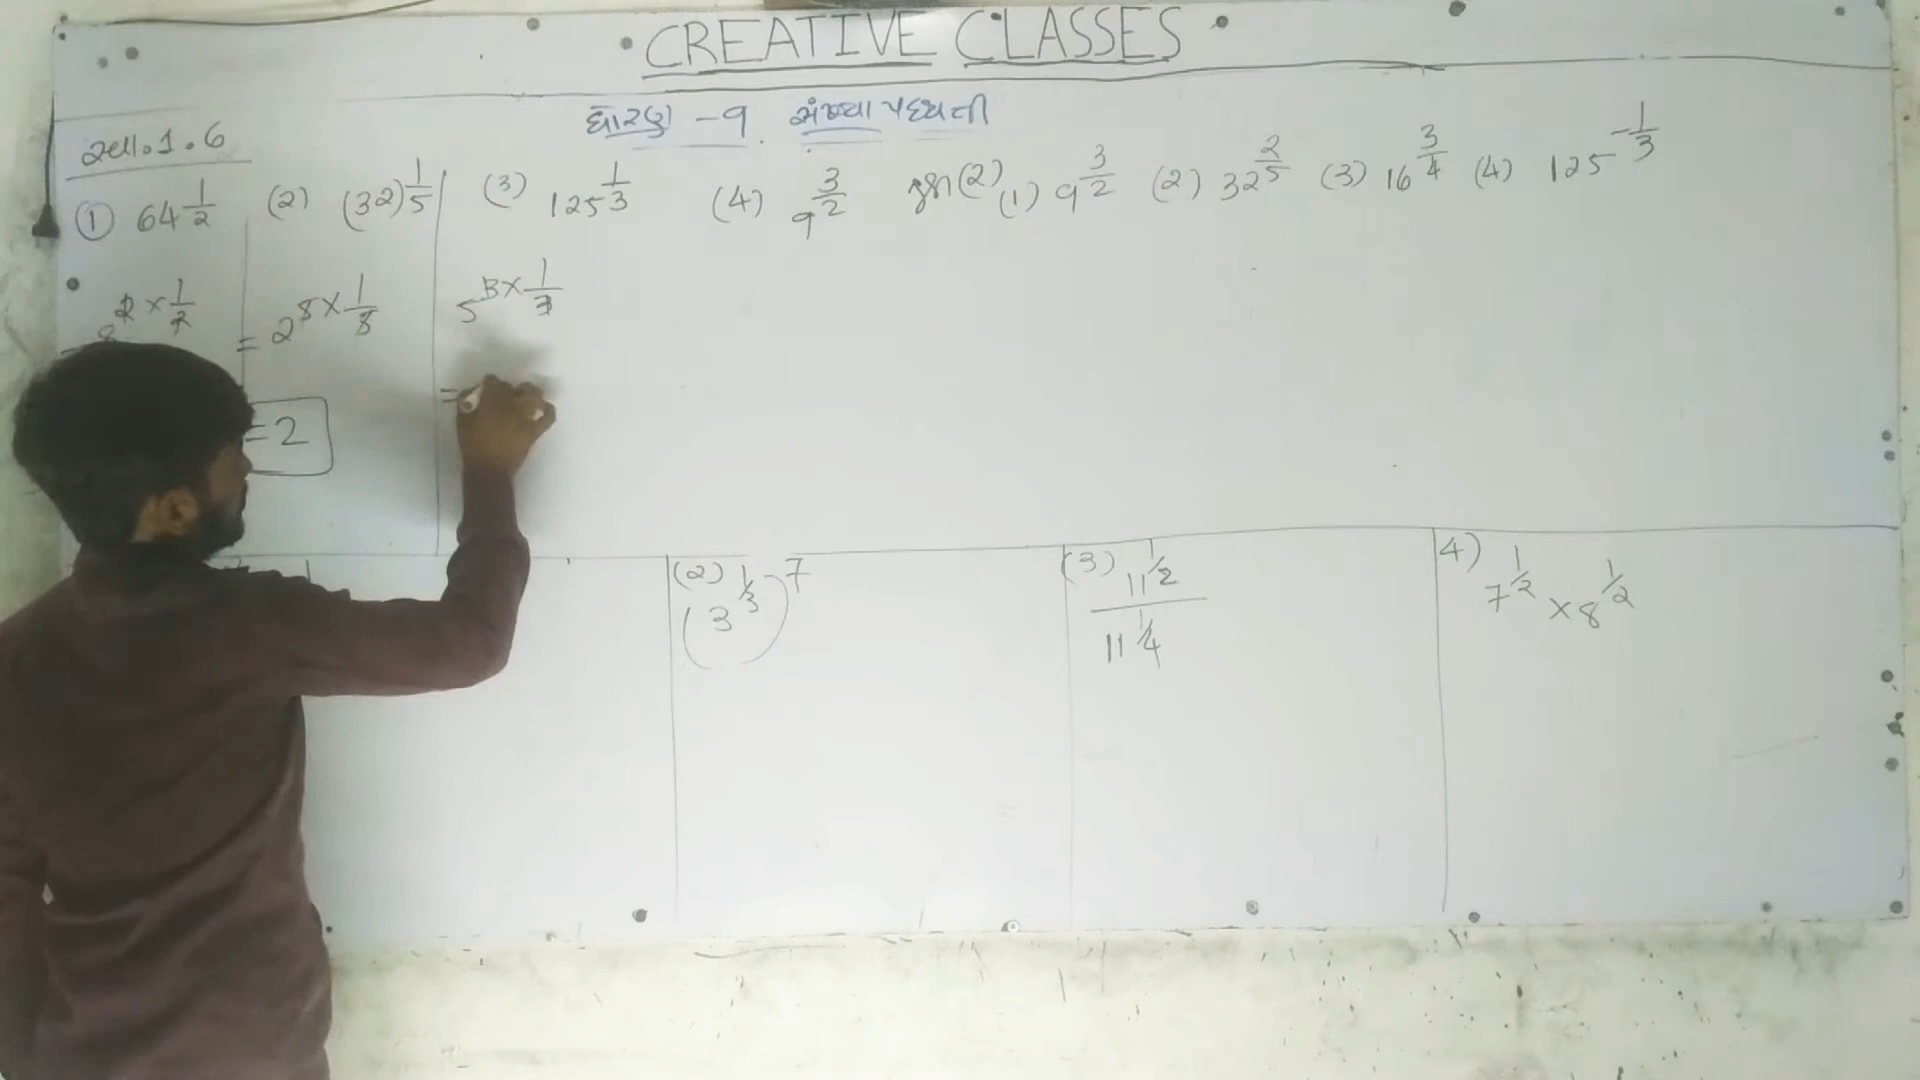 CREATIVE CLASSES
ધોરણ - ૧ સંખ્યા પધ્ધતી
સ્વા. 1.6
① 64^(1/2) (2) (32)^(1/5) (3) 125^(1/3) (4) 9^(3/2) (2) (1) 9^(3/2) (2) 32^(2/5) (3) 16^(3/4) (4) 125^(-1/3)
8^(2×1/2) = 2^(5×1/5) 5^(3×1/3)
=2 =
(2) (3^(1/3))^7 (3) 11^(1/2) / 11^(1/4) 4) 7^(1/2) × 8^(1/2)